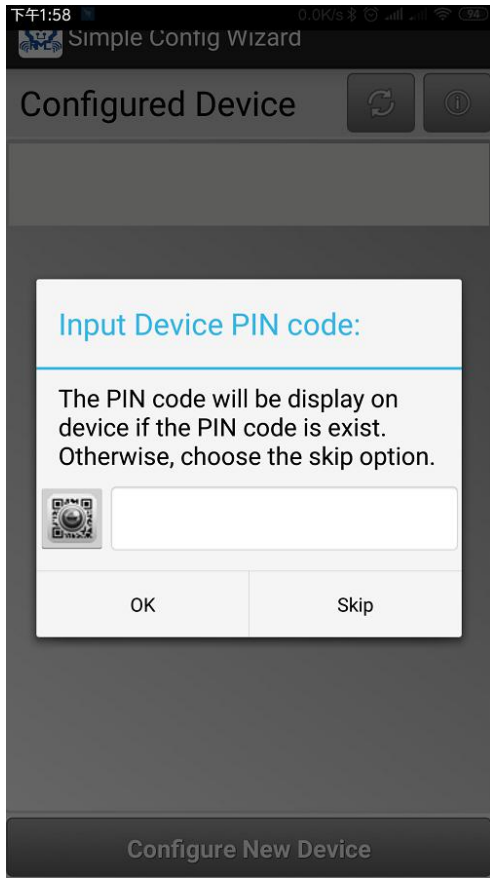 下午1:58 0.0K/s 94
Simple Config Wizard
Configured Device
Input Device PIN code:
The PIN code will be display on
device if the PIN code is exist.
Otherwise, choose the skip option.
OK Skip
Configure New Device